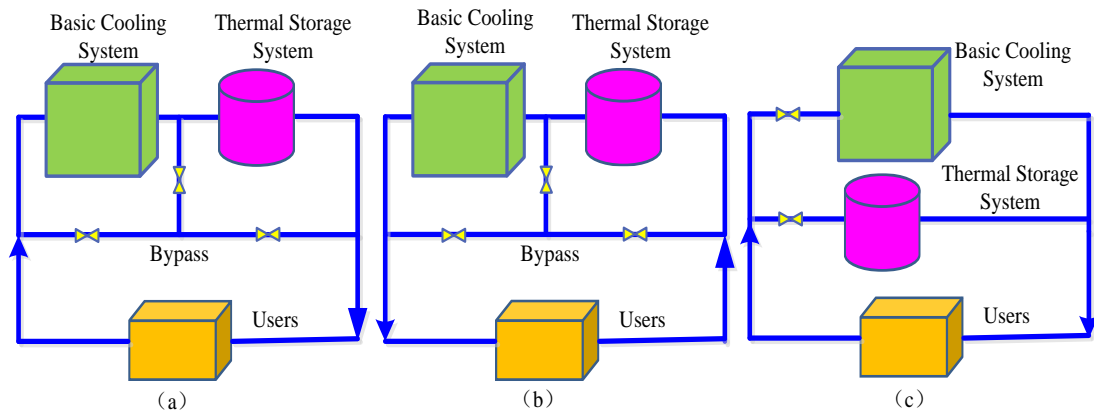 Basic Cooling
System
Thermal Storage
System
Bypass
Users
（a）
Basic Cooling
System
Thermal Storage
System
Bypass
Users
（b）
Basic Cooling
System
Thermal Storage
System
Users
（c）